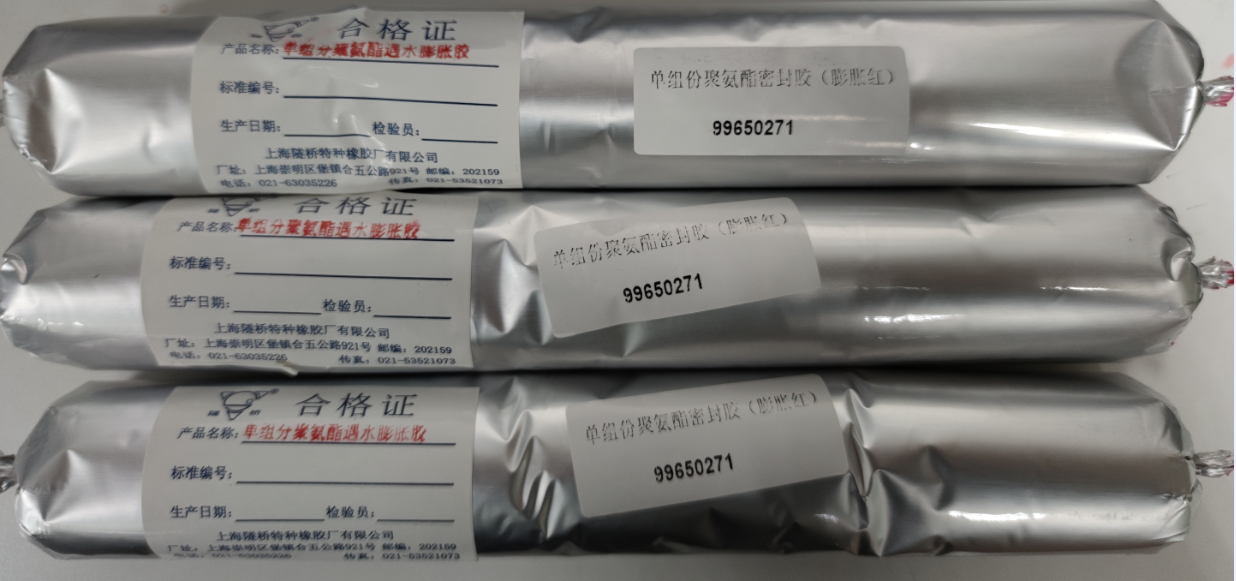 合格证
产品名称：单组分聚氨酯遇水膨胀胶
标准编号：
生产日期： 检验员：
上海隧桥特种橡胶厂有限公司
厂址：上海崇明区堡镇合五公路921号 邮编：202159
电话：021-63035226 传真：021-53521073
单组份聚氨酯密封胶（膨胀红）
99650271
合格证
产品名称：单组分聚氨酯遇水膨胀胶
标准编号：
生产日期： 检验员：
上海隧桥特种橡胶厂有限公司
厂址：上海崇明区堡镇合五公路921号 邮编：202159
电话：021-63035226 传真：021-53521073
单组份聚氨酯密封胶（膨胀红）
99650271
隧桥
合格证
产品名称：单组分聚氨酯遇水膨胀胶
标准编号：
生产日期： 检验员：
上海隧桥特种橡胶厂有限公司
厂址：上海崇明区堡镇合五公路921号 邮编：202159
电话：021-63035226 传真：021-53521073
单组份聚氨酯密封胶（膨胀红）
99650271